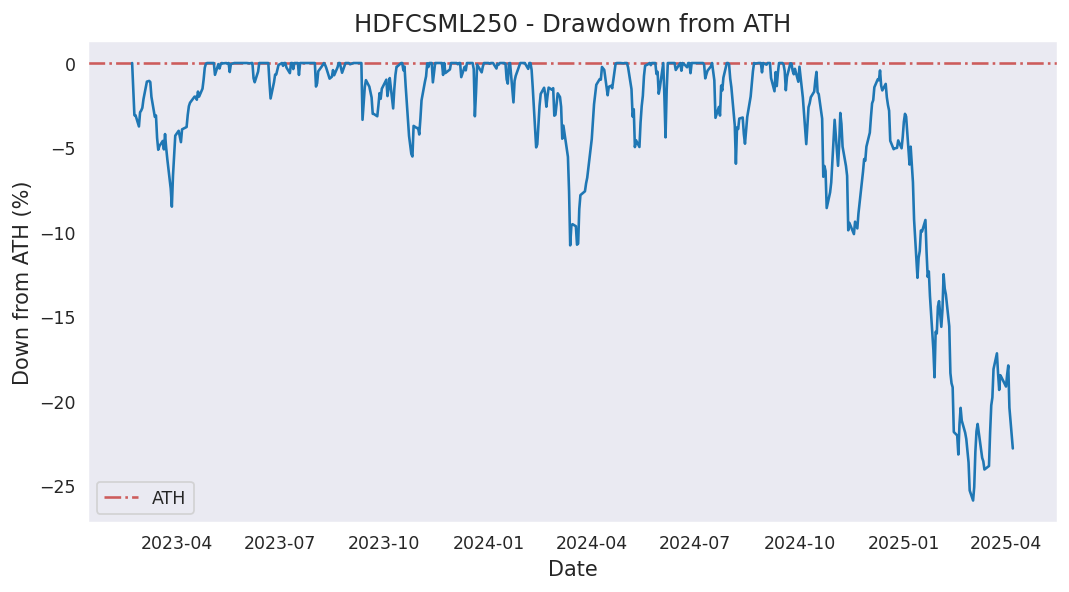 HDFCSML250 - Drawdown from ATH
Down from ATH (%)
0
−5
−10
−15
−20
−25
ATH
2023-04 2023-07 2023-10 2024-01 2024-04 2024-07 2024-10 2025-01 2025-04
Date